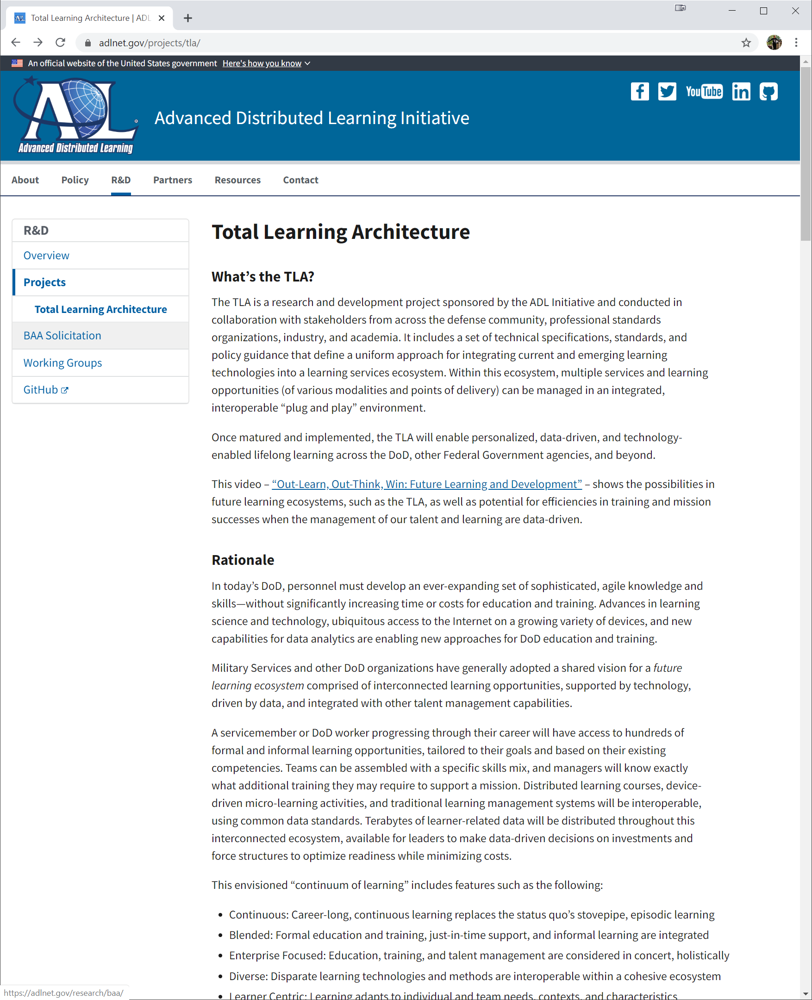 Total Learning Architecture | ADL
adlnet.gov/projects/tla/
An official website of the United States government Here's how you know
ADL
®
Advanced Distributed Learning
Advanced Distributed Learning Initiative
YouTube
About Policy R&D Partners Resources Contact
R&D
Overview
Projects
Total Learning Architecture
BAA Solicitation
Working Groups
GitHub
Total Learning Architecture
What’s the TLA?
The TLA is a research and development project sponsored by the ADL Initiative and conducted in
collaboration with stakeholders from across the defense community, professional standards
organizations, industry, and academia. It includes a set of technical specifications, standards, and
policy guidance that define a uniform approach for integrating current and emerging learning
technologies into a learning services ecosystem. Within this ecosystem, multiple services and learning
opportunities (of various modalities and points of delivery) can be managed in an integrated,
interoperable “plug and play” environment.
Once matured and implemented, the TLA will enable personalized, data-driven, and technology-
enabled lifelong learning across the DoD, other Federal Government agencies, and beyond.
This video – “Out-Learn, Out-Think, Win: Future Learning and Development” – shows the possibilities in
future learning ecosystems, such as the TLA, as well as potential for efficiencies in training and mission
successes when the management of our talent and learning are data-driven.
Rationale
In today’s DoD, personnel must develop an ever-expanding set of sophisticated, agile knowledge and
skills—without significantly increasing time or costs for education and training. Advances in learning
science and technology, ubiquitous access to the Internet on a growing variety of devices, and new
capabilities for data analytics are enabling new approaches for DoD education and training.
Military Services and other DoD organizations have generally adopted a shared vision for a future
learning ecosystem comprised of interconnected learning opportunities, supported by technology,
driven by data, and integrated with other talent management capabilities.
A servicemember or DoD worker progressing through their career will have access to hundreds of
formal and informal learning opportunities, tailored to their goals and based on their existing
competencies. Teams can be assembled with a specific skills mix, and managers will know exactly
what additional training they may require to support a mission. Distributed learning courses, device-
driven micro-learning activities, and traditional learning management systems will be interoperable,
using common data standards. Terabytes of learner-related data will be distributed throughout this
interconnected ecosystem, available for leaders to make data-driven decisions on investments and
force structures to optimize readiness while minimizing costs.
This envisioned “continuum of learning” includes features such as the following:
• Continuous: Career-long, continuous learning replaces the status quo’s stovepipe, episodic learning
• Blended: Formal education and training, just-in-time support, and informal learning are integrated
• Enterprise Focused: Education, training, and talent management are considered in concert, holistically
• Diverse: Disparate learning technologies and methods are interoperable within a cohesive ecosystem
• Learner Centric: Learning adapts to individual and team needs, contexts, and characteristics
https://adlnet.gov/research/baa/